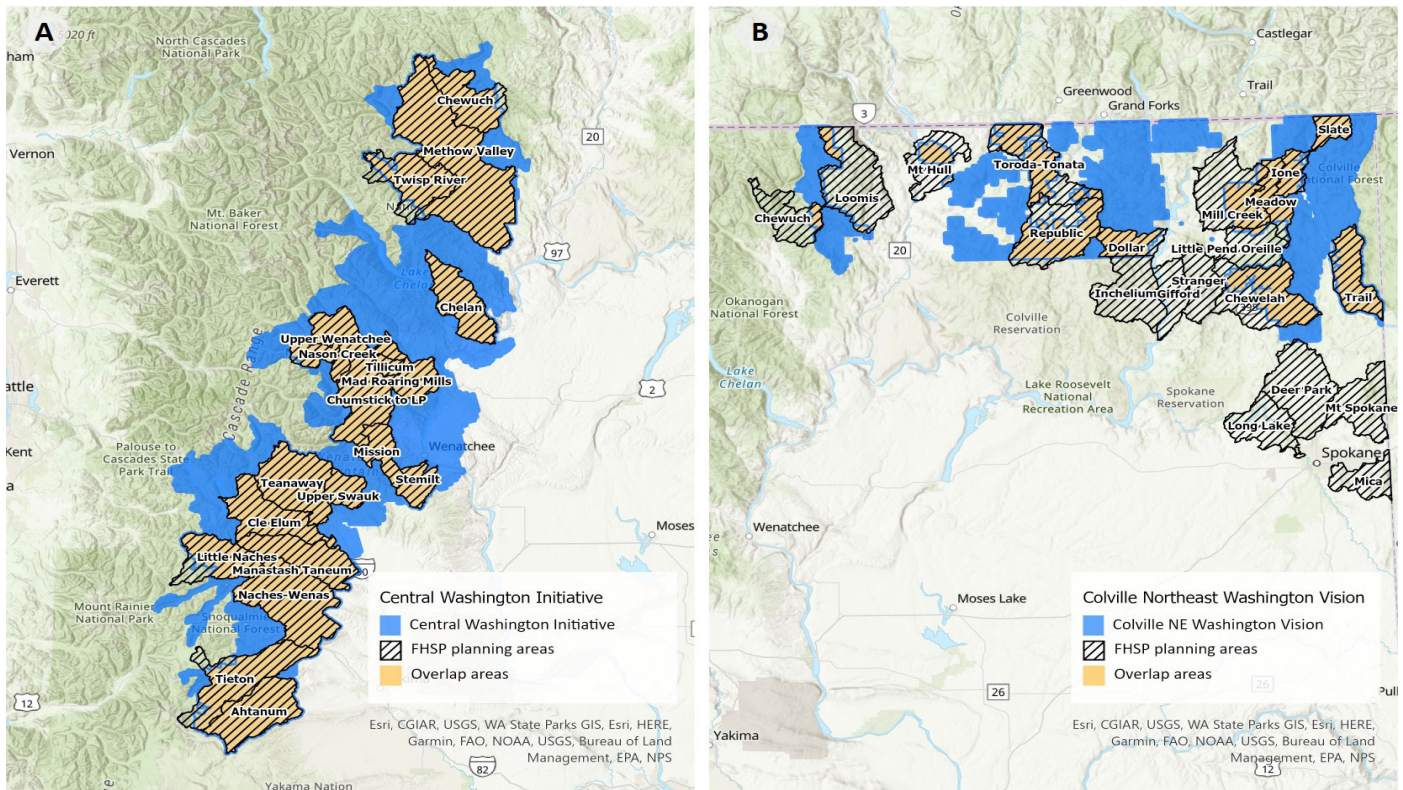 A
5020 ft
North Cascades
National Park
ham
Chewuch
20
Vernon
Methow Valley
Twisp River
Mt. Baker
National Forest
97
Everett
Lake
Chelan
Chelan
Upper Wenatchee
Nason Creek
Tillicum
Mad Roaring Mills
Chumstick to LP
Cascade Range
2
attle
Kent
Palouse to
Cascades State
Park Trail
Mission
Wenatchee
Stemilt
Teanaway
Upper Swauk
Cle Elum
Moses
Little Naches
Manastash Taneum
Naches-Wenas
Mount Rainier
National Park
Snoqualmie
National Forest
Tieton
Ahtanum
12
82
Yakama Nation
Central Washington Initiative
Central Washington Initiative
FHSP planning areas
Overlap areas
Esri, CGIAR, USGS, WA State Parks GIS, Esri, HERE,
Garmin, FAO, NOAA, USGS, Bureau of Land
Management, EPA, NPS
B
Castlegar
Trail
Greenwood
Grand Forks
3
Slate
Toroda-Tonata
Mt Hull
Ione
Colville
National Forest
Loomis
Meadow
Chewuch
Mill Creek
Republic
20
Dollar
Little Pend Oreille
Stranger
Inchelium
Gifford
Chewelah
395
Trail
Okanogan
National Forest
Colville
Reservation
Lake
Chelan
Lake Roosevelt
National
Recreation Area
Spokane
Reservation
Deer Park
Mt Spokane
Long Lake
Spokane
Mica
Wenatchee
Moses Lake
26
26
Pull
Yakima
12
Colville Northeast Washington Vision
Colville NE Washington Vision
FHSP planning areas
Overlap areas
Esri, CGIAR, USGS, WA State Parks GIS, Esri, HERE,
Garmin, FAO, NOAA, USGS, Bureau of Land
Management, EPA, NPS